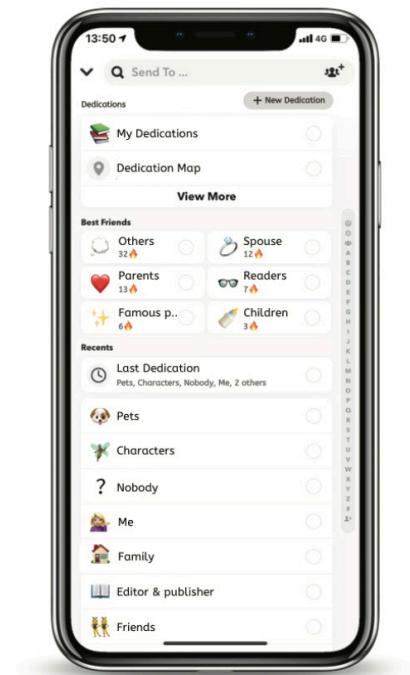 13:50
4G
Send To ...
Dedications
+ New Dedication
My Dedications
Dedication Map
View More
Best Friends
Others
32🔥
Spouse
12🔥
Parents
13🔥
Readers
7🔥
Famous p..
6🔥
Children
3🔥
Recents
Last Dedication
Pets, Characters, Nobody, Me, 2 others
Pets
Characters
? Nobody
Me
Family
Editor & publisher
Friends
A
B
C
D
E
F
G
H
I
J
K
L
M
N
O
P
Q
R
S
T
U
V
W
X
Y
Z
#